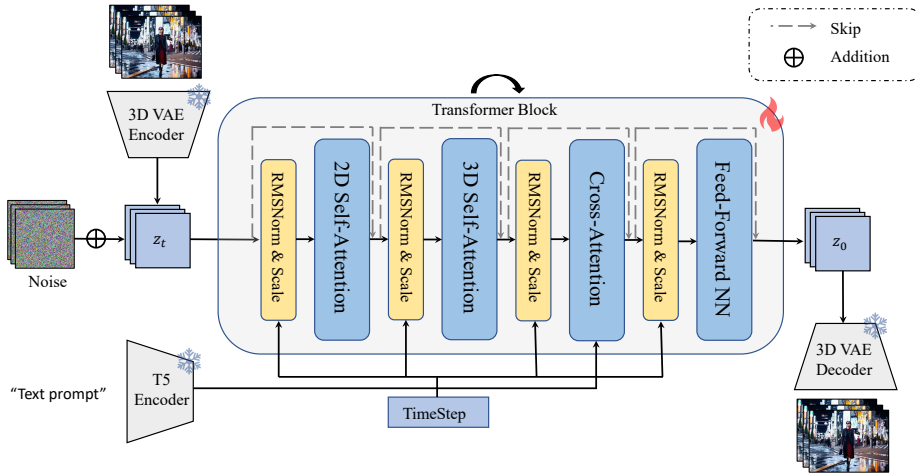 Skip
Addition
3D VAE
Encoder
Transformer Block
RMSNorm & Scale
2D Self-Attention
RMSNorm & Scale
3D Self-Attention
RMSNorm & Scale
Cross-Attention
RMSNorm & Scale
Feed-Forward NN
Noise
z_t
z_0
3D VAE
Decoder
"Text prompt"
T5
Encoder
TimeStep